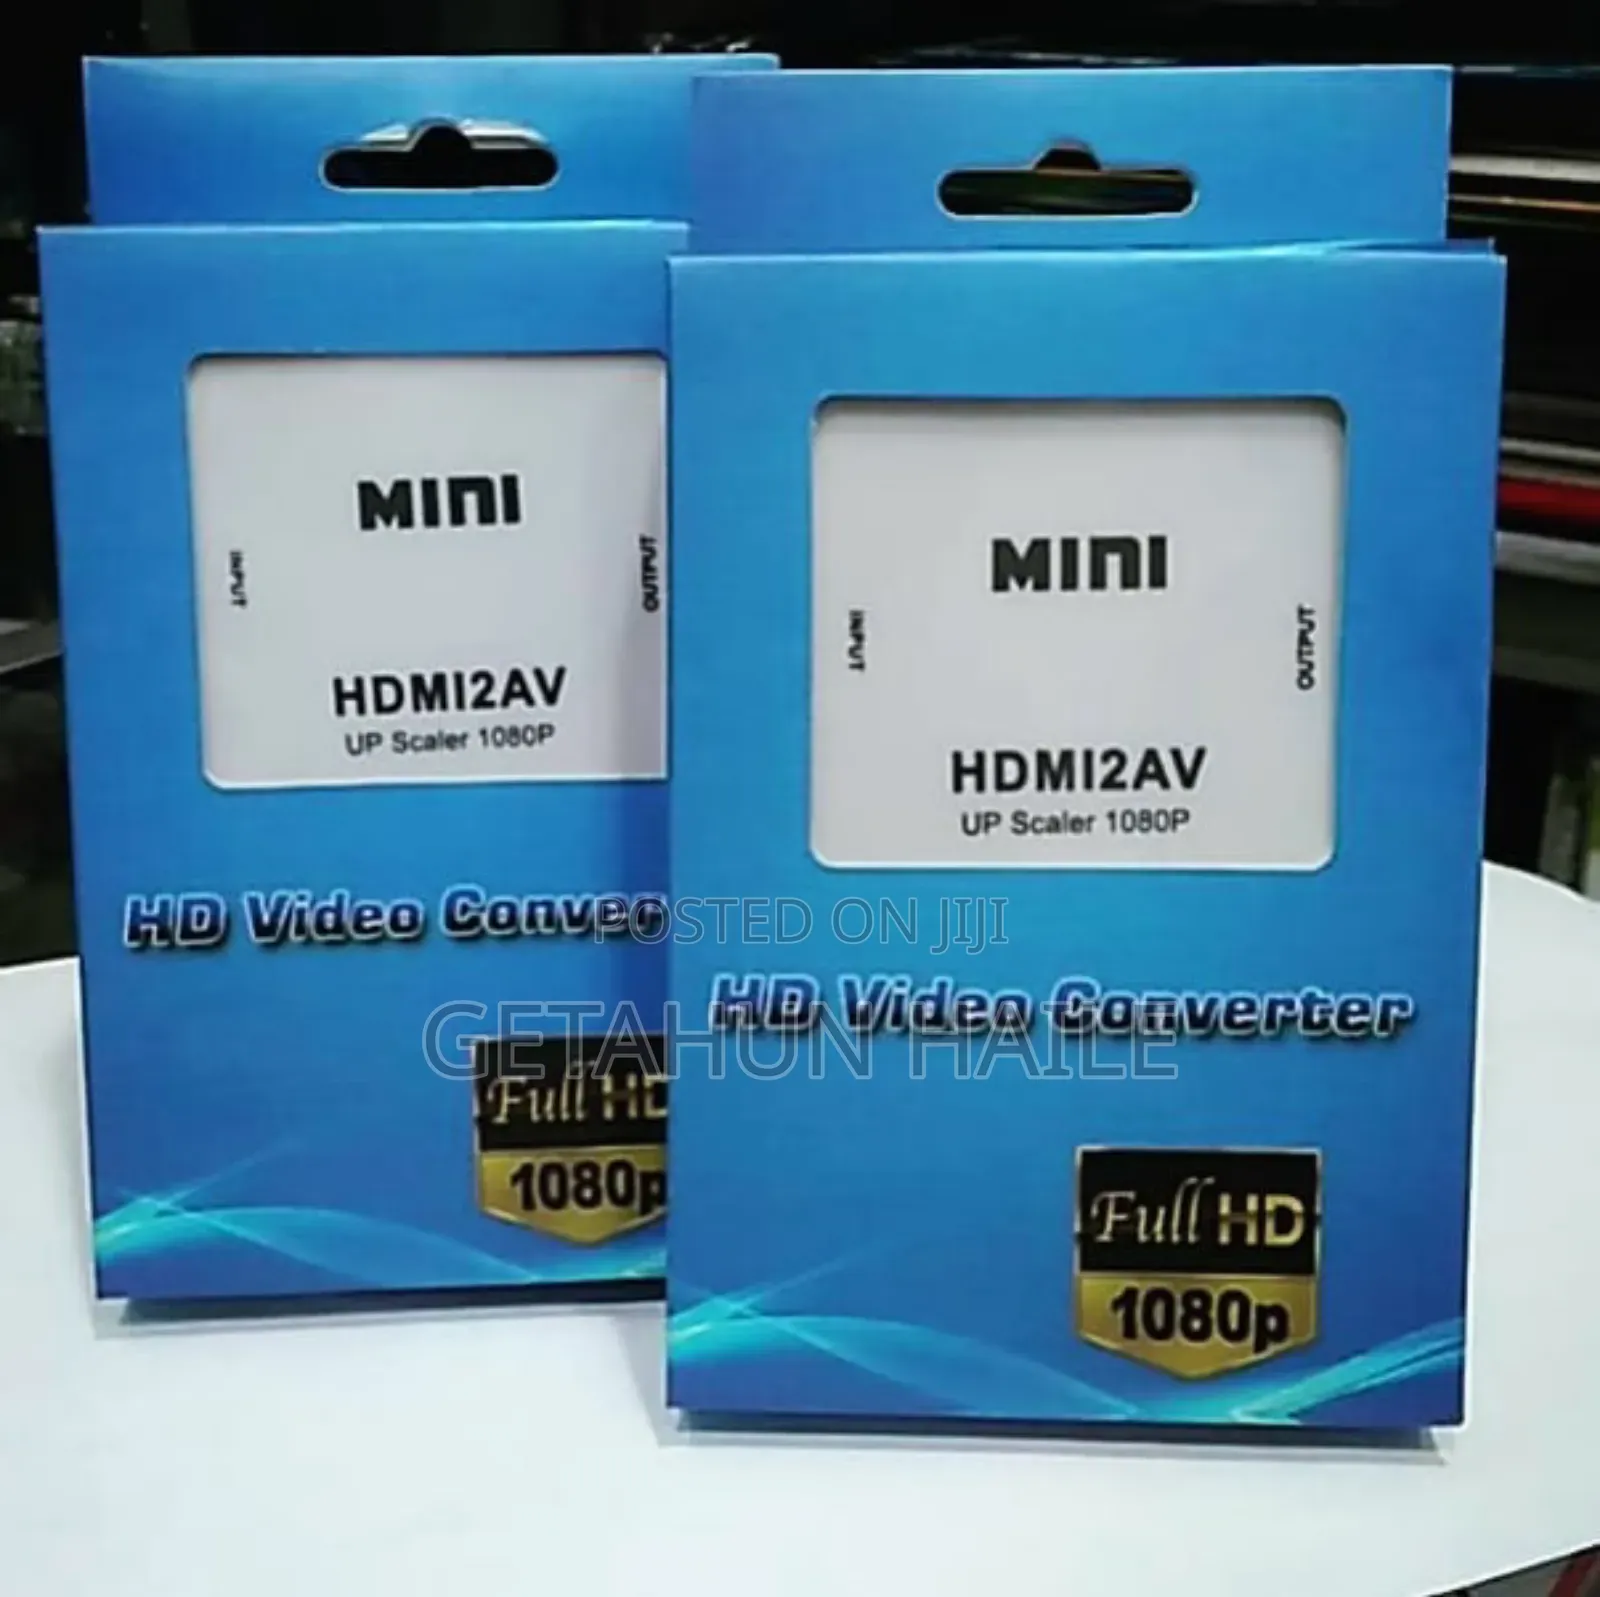 MINI
INPUT
OUTPUT
HDMI2AV
UP Scaler 1080P
HD Video Conver
Full HD
1080p
MINI
INPUT
OUTPUT
HDMI2AV
UP Scaler 1080P
HD Video Converter
Full HD
1080p
POSTED ON JIJI
GETAHUN HAILE